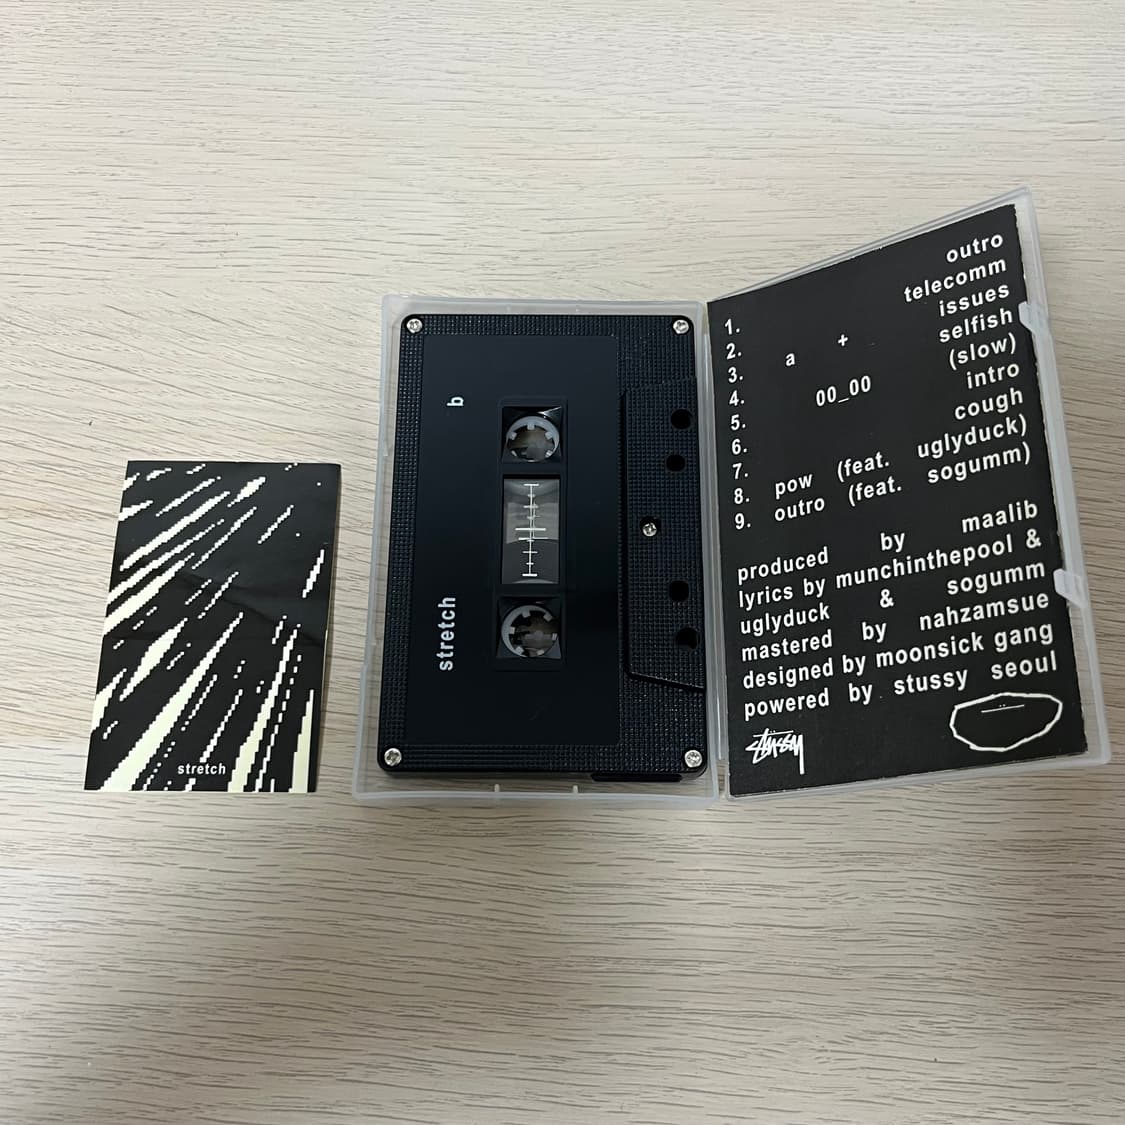 stretch
stretch
b
1. outro
2. telecomm
3. a + issues
4. selfish
5. 00_00 (slow)
6. intro
7. cough
8. pow (feat. uglyduck)
9. outro (feat. sogumm)
produced by maalib
lyrics by munchinthepool &
uglyduck & sogumm
mastered by nahzamsue
designed by moonsick gang
powered by stussy seoul
stüssy